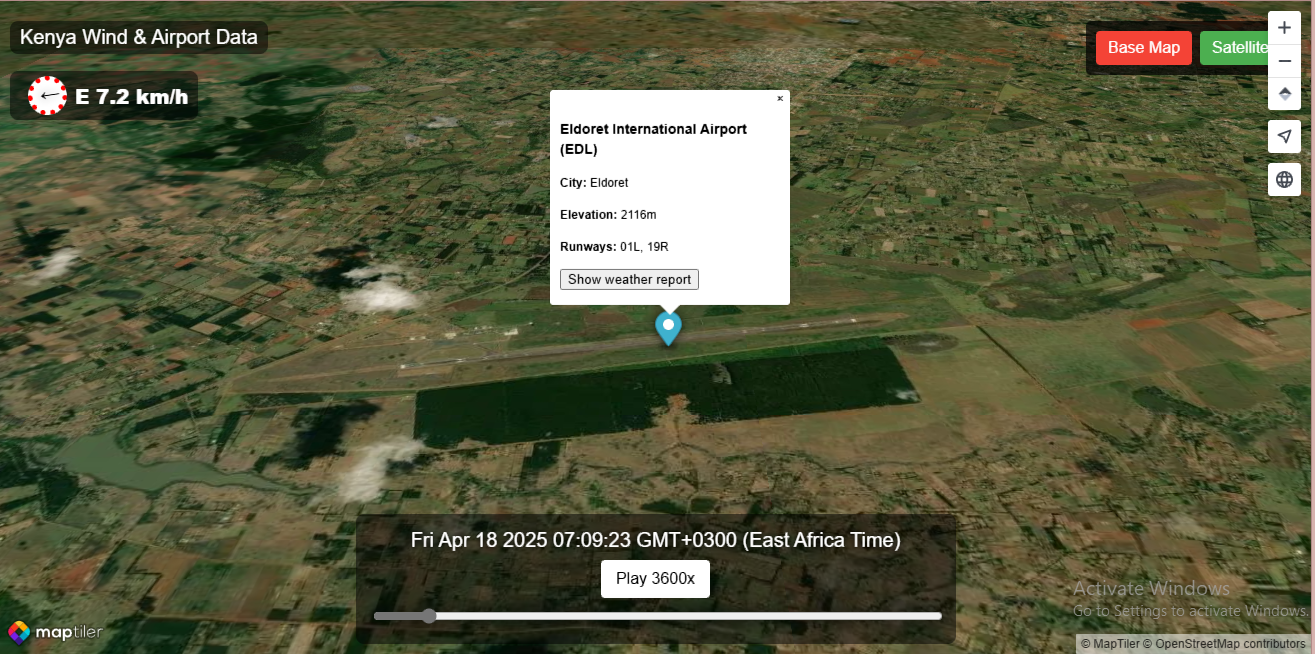 Kenya Wind & Airport Data
E 7.2 km/h
Base Map
Satellite
×
Eldoret International Airport
(EDL)
City: Eldoret
Elevation: 2116m
Runways: 01L, 19R
Show weather report
Fri Apr 18 2025 07:09:23 GMT+0300 (East Africa Time)
Play 3600x
Activate Windows
Go to Settings to activate Windows.
maptiler
© MapTiler © OpenStreetMap contributors